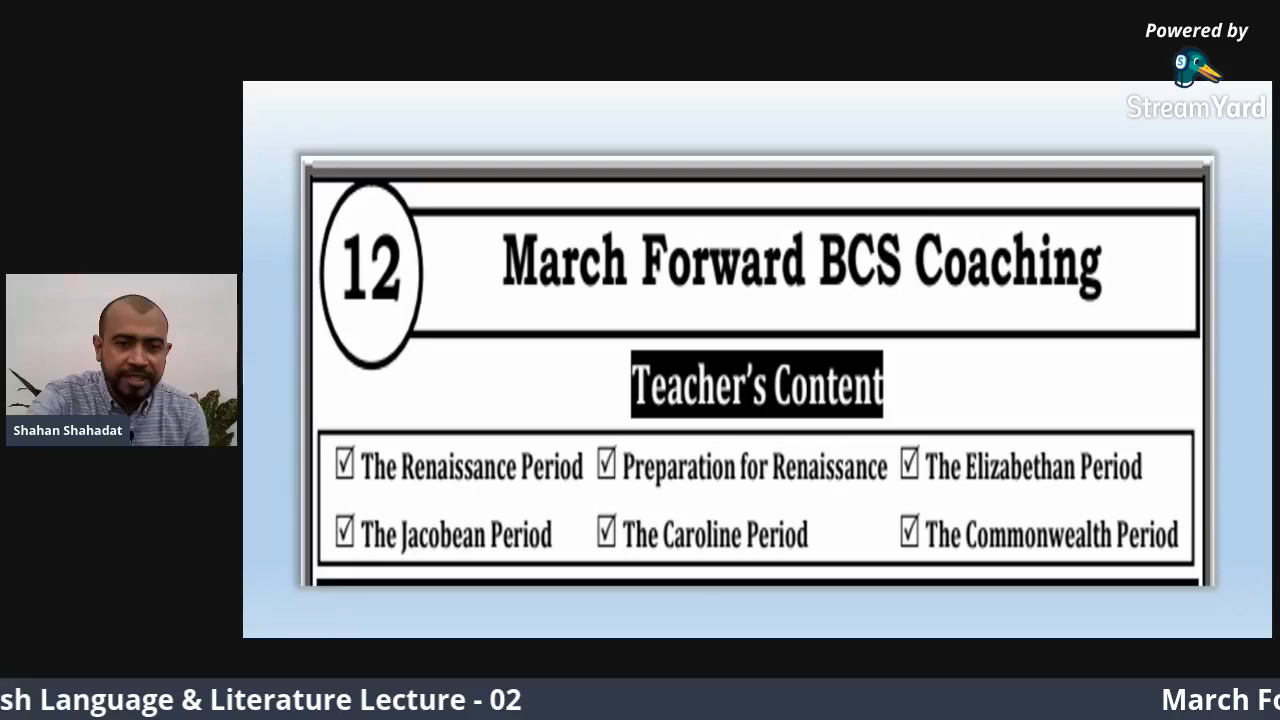 Powered by
StreamYard
12
March Forward BCS Coaching
Teacher's Content
☑ The Renaissance Period ☑ Preparation for Renaissance ☑ The Elizabethan Period
☑ The Jacobean Period ☑ The Caroline Period ☑ The Commonwealth Period
Shahan Shahadat
sh Language & Literature Lecture - 02
March Fo